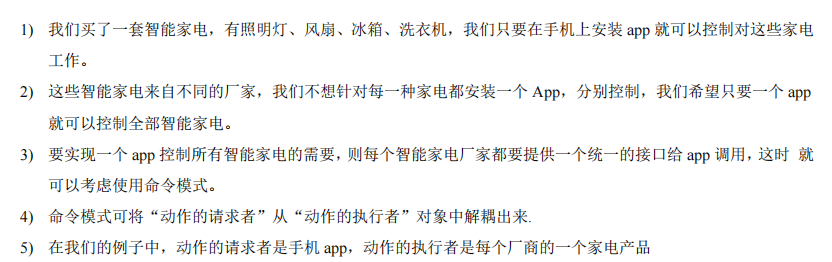 1) 我们买了一套智能家电，有照明灯、风扇、冰箱、洗衣机，我们只要在手机上安装 app 就可以控制对这些家电
工作。
2) 这些智能家电来自不同的厂家，我们不想针对每一种家电都安装一个 App，分别控制，我们希望只要一个 app
就可以控制全部智能家电。
3) 要实现一个 app 控制所有智能家电的需要，则每个智能家电厂家都要提供一个统一的接口给 app 调用，这时 就
可以考虑使用命令模式。
4) 命令模式可将“动作的请求者”从“动作的执行者”对象中解耦出来.
5) 在我们的例子中，动作的请求者是手机 app，动作的执行者是每个厂商的一个家电产品